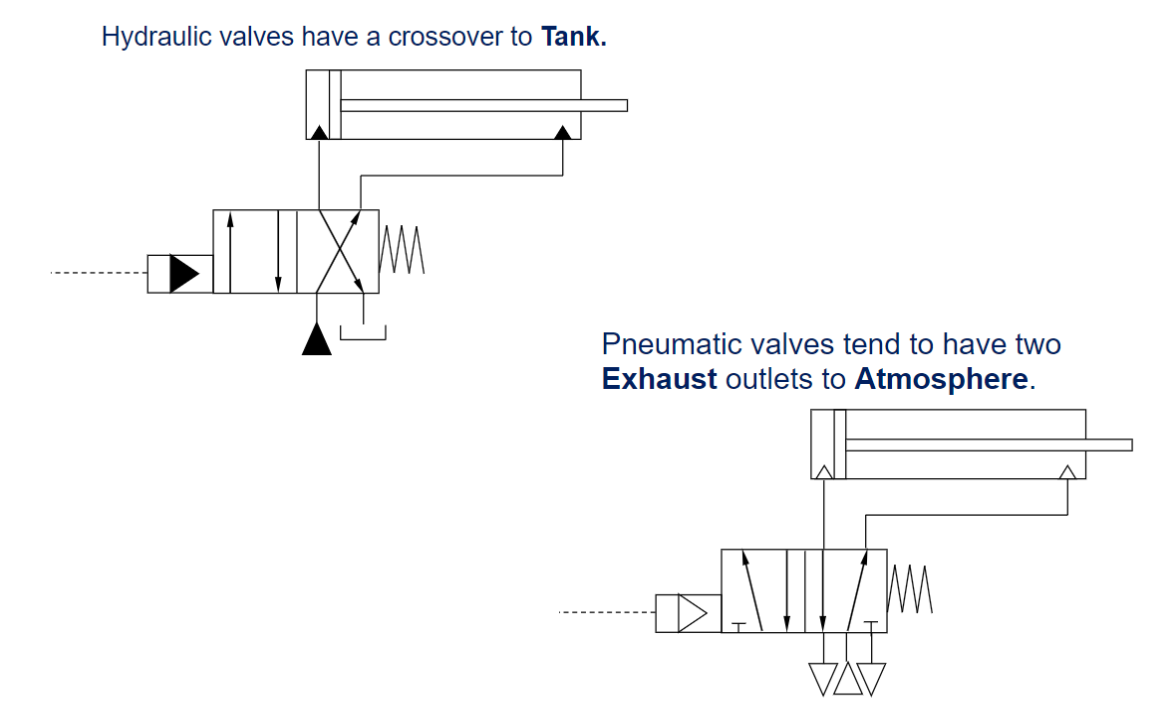 Hydraulic valves have a crossover to Tank.
Pneumatic valves tend to have two
Exhaust outlets to Atmosphere.